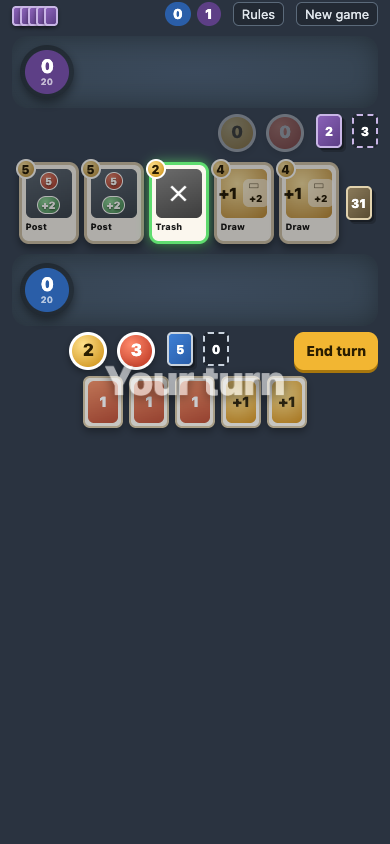 0 1 Rules New game
0
20
0 0 2 3
5 5 2 4 4
5 5 +1 +1
+2 +2 +2 +2
31
Post Post Trash Draw Draw
0
20
2 3 5 0 End turn
Your turn
1 1 1 +1 +1